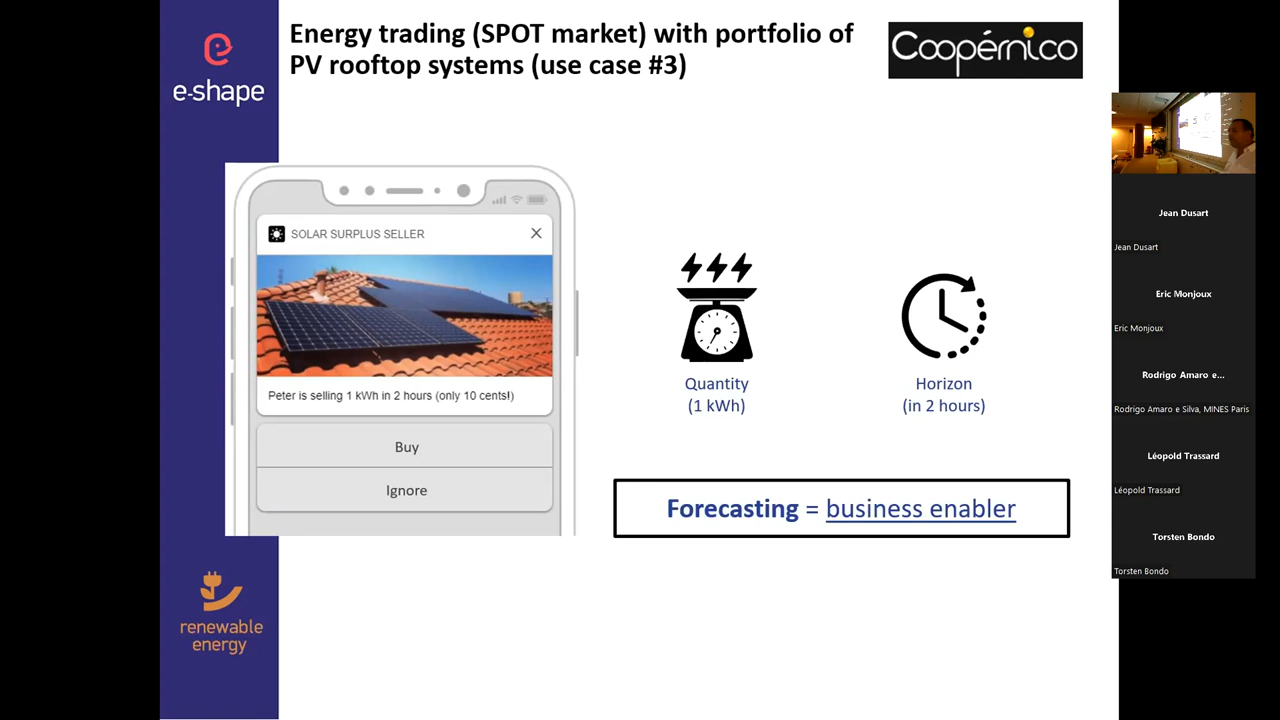 e-shape
Energy trading (SPOT market) with portfolio of
PV rooftop systems (use case #3)
Coopérnico
SOLAR SURPLUS SELLER
Peter is selling 1 kWh in 2 hours (only 10 cents!)
Buy
Ignore
Quantity
(1 kWh)
Horizon
(in 2 hours)
Forecasting = business enabler
renewable
energy
Jean Dusart
Jean Dusart
Eric Monjoux
Eric Monjoux
Rodrigo Amaro e...
Rodrigo Amaro e Silva, MINES Paris
Léopold Trassard
Léopold Trassard
Torsten Bondo
Torsten Bondo